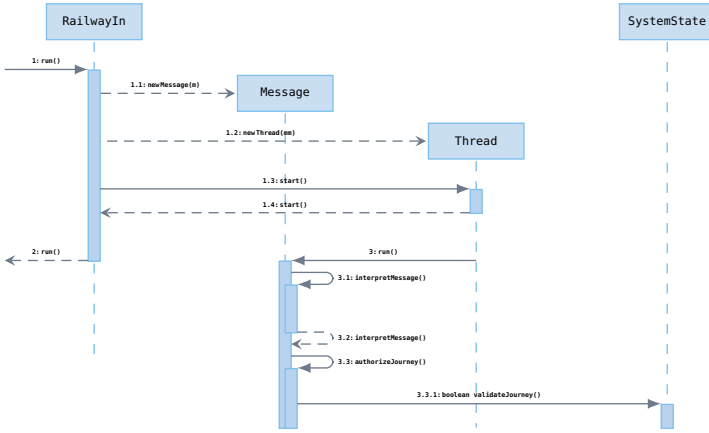 RailwayIn
SystemState
1: run()
1.1: newMessage(m)
Message
1.2: newThread(mm)
Thread
1.3: start()
1.4: start()
2: run()
3: run()
3.1: interpretMessage()
3.2: interpretMessage()
3.3: authorizeJourney()
3.3.1: boolean validateJourney()